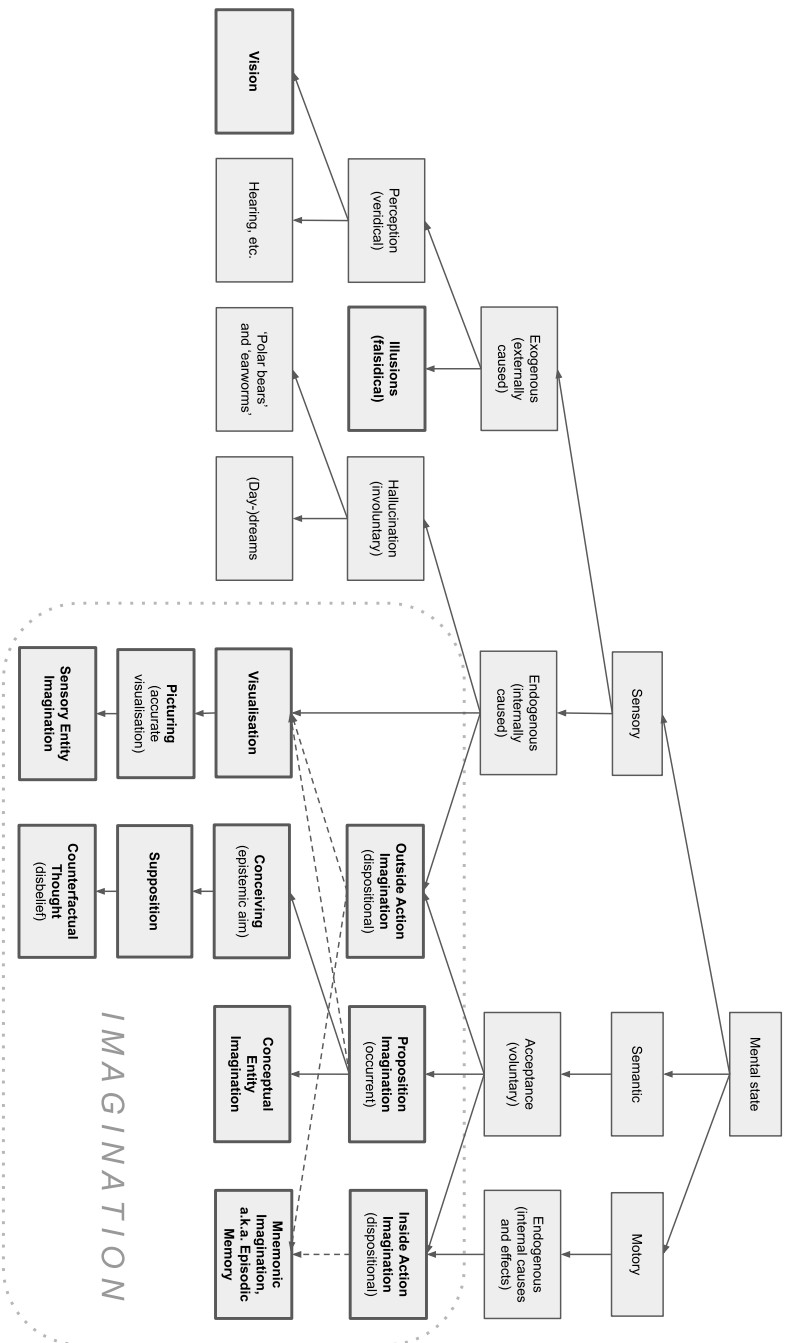 Mental state
Sensory
Semantic
Motory
Exogenous
(externally
caused)
Endogenous
(internally
caused)
Acceptance
(voluntary)
Endogenous
(internal causes
and effects)
Perception
(veridical)
Illusions
(falsidical)
Hallucination
(involuntary)
Outside Action
Imagination
(dispositional)
Proposition
Imagination
(occurrent)
Inside Action
Imagination
(dispositional)
Vision
Hearing, etc.
‘Polar bears’
and ‘earworms’
(Day-)dreams
Visualisation
Conceiving
(epistemic aim)
Conceptual
Entity
Imagination
Mnemonic
Imagination,
a.k.a. Episodic
Memory
Picturing
(accurate
visualisation)
Supposition
Sensory Entity
Imagination
Counterfactual
Thought
(disbelief)
IMAGINATION